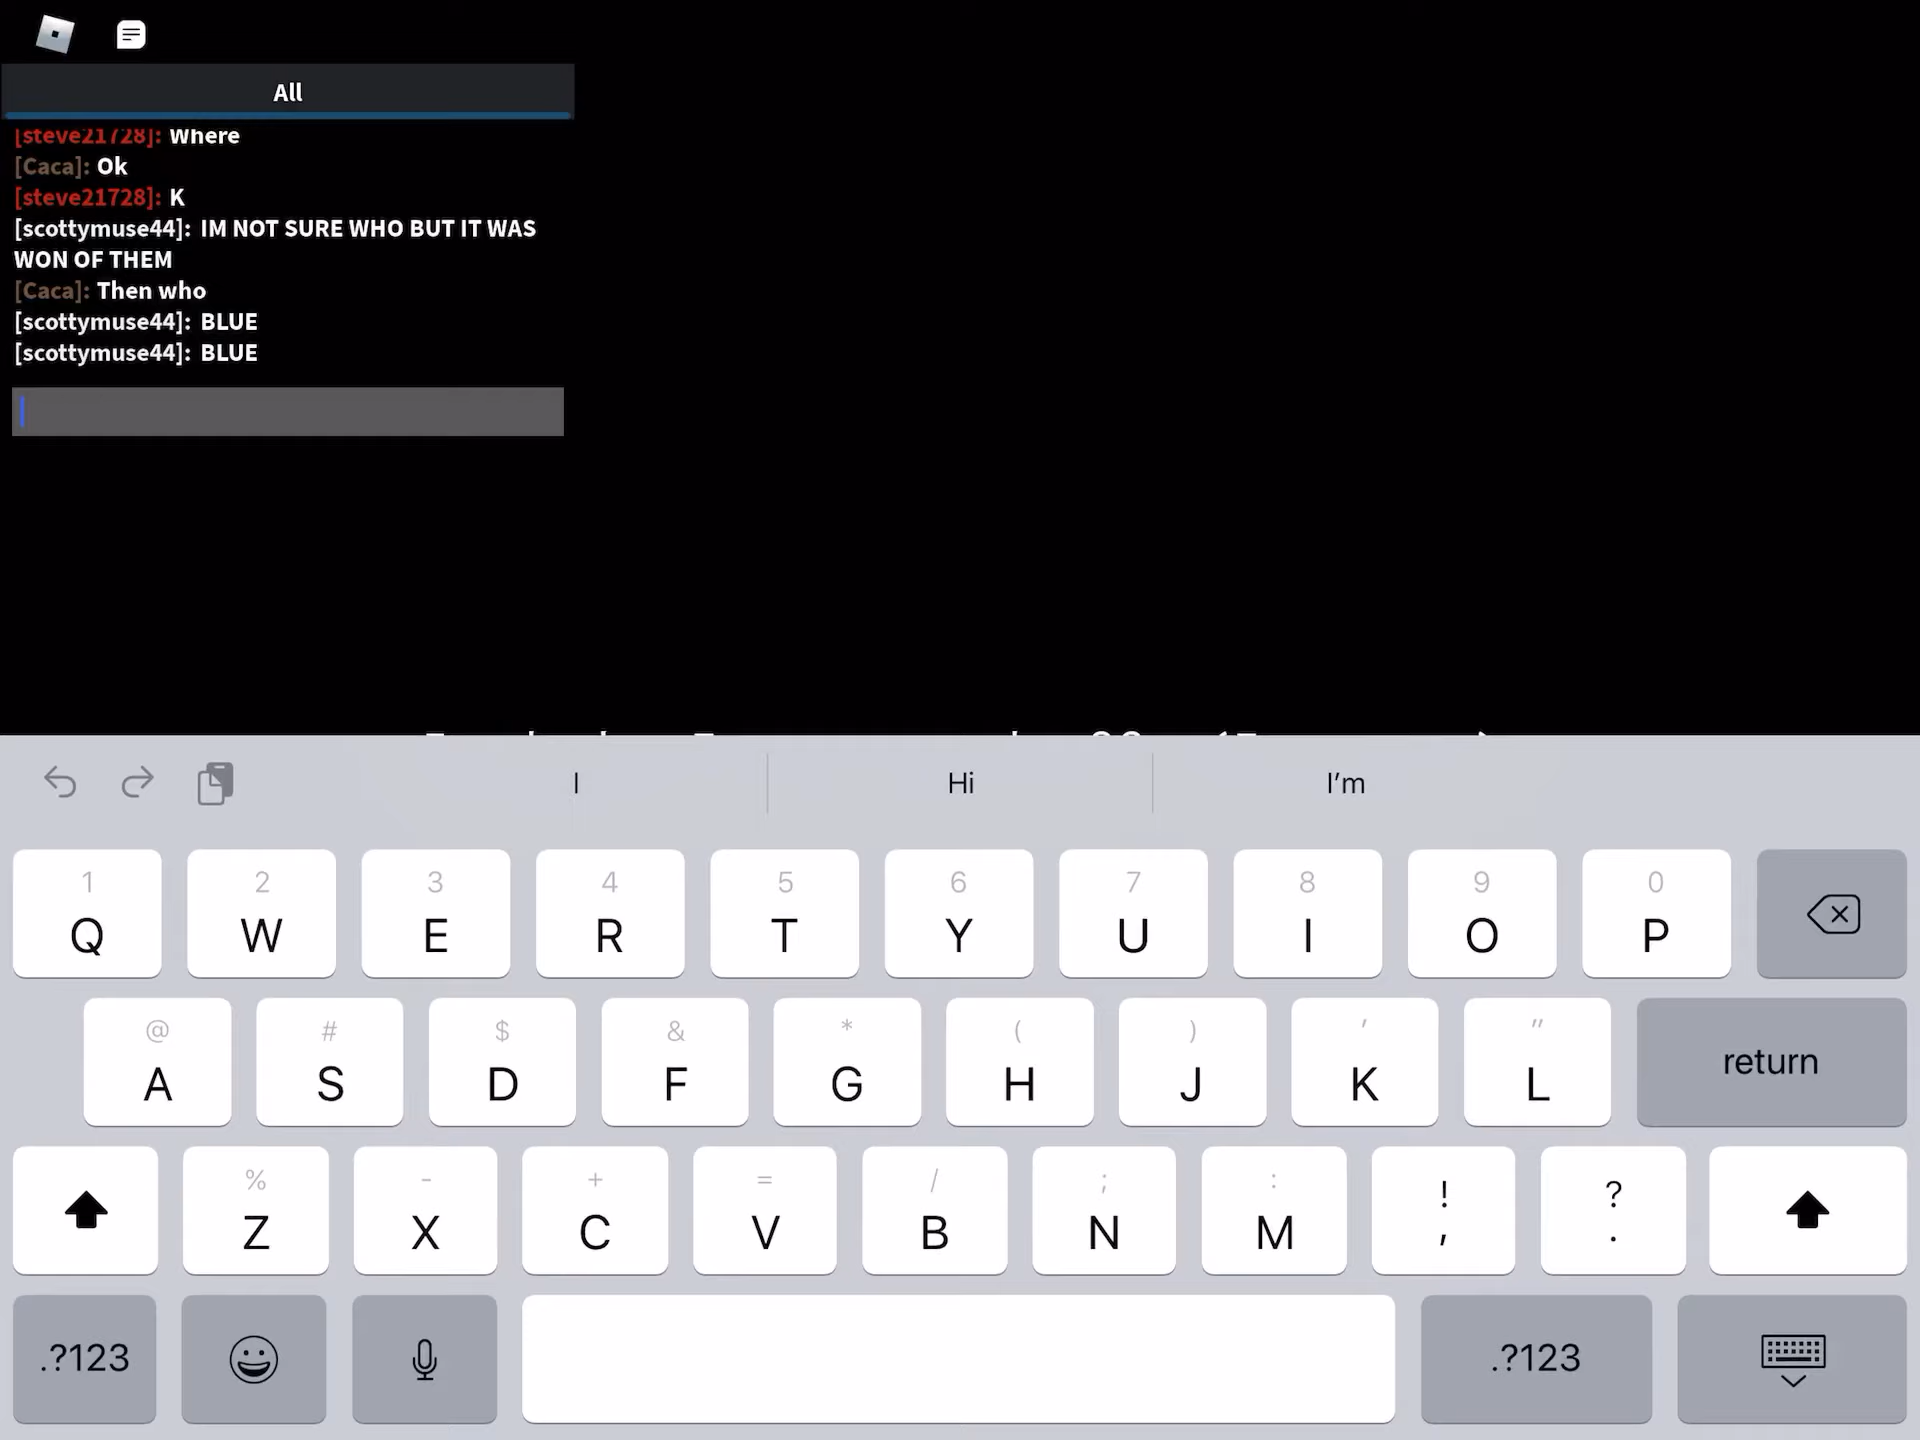 All
[steve21728]: Where
[Caca]: Ok
[steve21728]: K
[scottymuse44]: IM NOT SURE WHO BUT IT WAS
WON OF THEM
[Caca]: Then who
[scottymuse44]: BLUE
[scottymuse44]: BLUE
I Hi I'm
1 2 3 4 5 6 7 8 9 0
Q W E R T Y U I O P
@ # $ & * ( ) ' "
A S D F G H J K L return
% - + = / ; : ! ?
Z X C V B N M , .
.?123 .?123